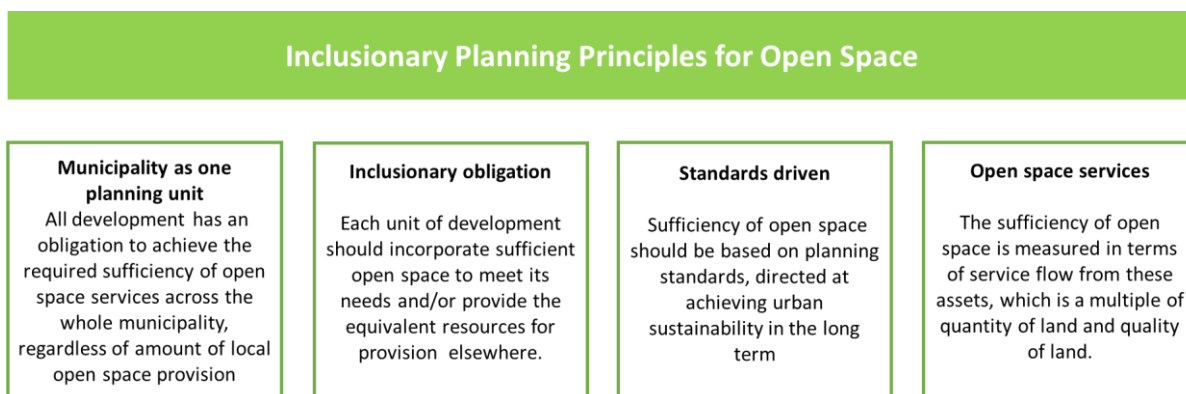 Inclusionary Planning Principles for Open Space
Municipality as one
planning unit
All development has an
obligation to achieve the
required sufficiency of open
space services across the
whole municipality,
regardless of amount of local
open space provision
Inclusionary obligation
Each unit of development
should incorporate sufficient
open space to meet its
needs and/or provide the
equivalent resources for
provision elsewhere.
Standards driven
Sufficiency of open space
should be based on planning
standards, directed at
achieving urban
sustainability in the long
term
Open space services
The sufficiency of open
space is measured in terms
of service flow from these
assets, which is a multiple of
quantity of land and quality
of land.